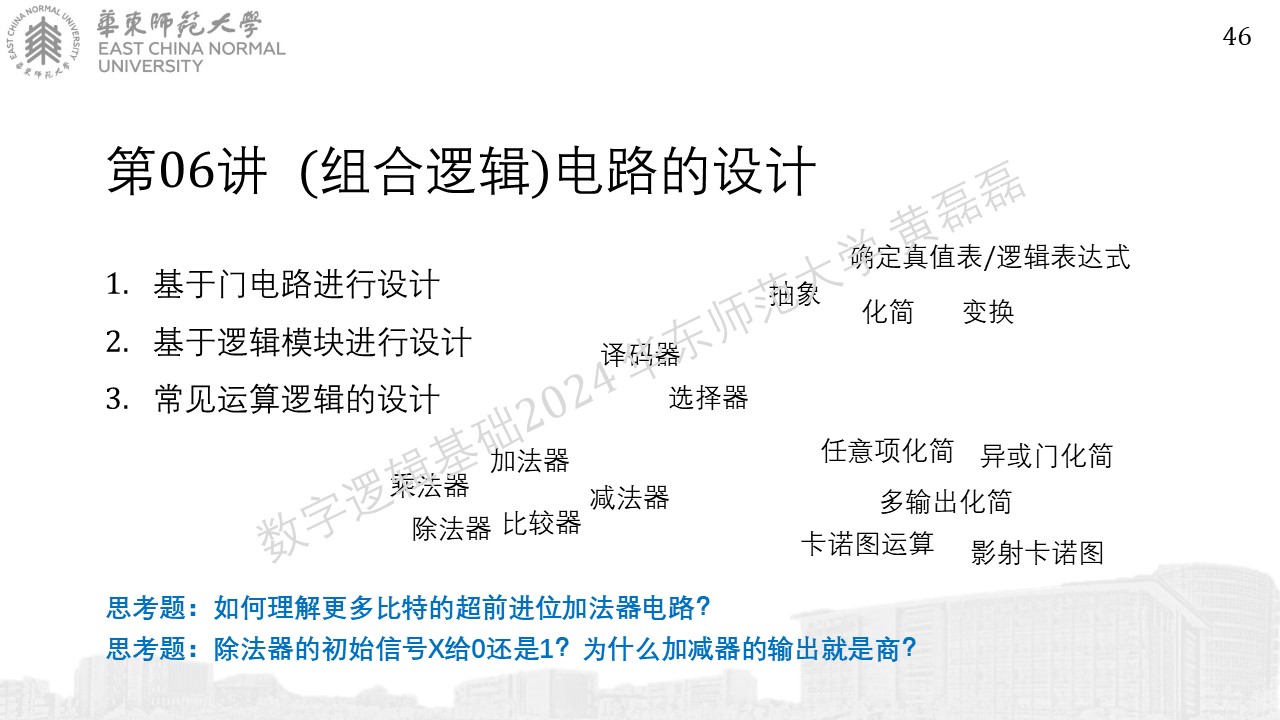 華東師範大學
EAST CHINA NORMAL
UNIVERSITY
EAST CHINA NORMAL UNIVERSITY
華東师范大学
46
第06讲 (组合逻辑)电路的设计
1. 基于门电路进行设计
2. 基于逻辑模块进行设计
3. 常见运算逻辑的设计
确定真值表/逻辑表达式
抽象
化简
变换
译码器
选择器
加法器
乘法器
减法器
除法器
比较器
任意项化简
异或门化简
多输出化简
卡诺图运算
影射卡诺图
数字逻辑基础2024 华东师范大学 黄磊磊
思考题：如何理解更多比特的超前进位加法器电路？
思考题：除法器的初始信号X给0还是1？为什么加减器的输出就是商？